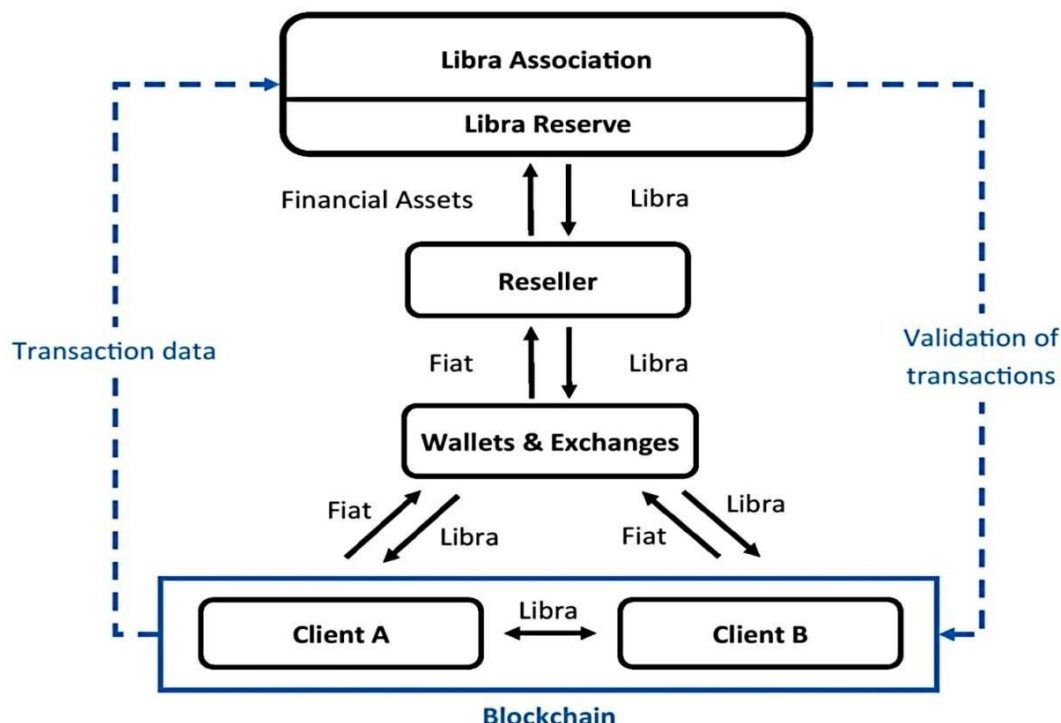 Libra Association
Libra Reserve
Financial Assets
Libra
Reseller
Transaction data
Fiat
Libra
Validation of
transactions
Wallets & Exchanges
Fiat
Libra
Fiat
Libra
Client A
Libra
Client B
Blockchain